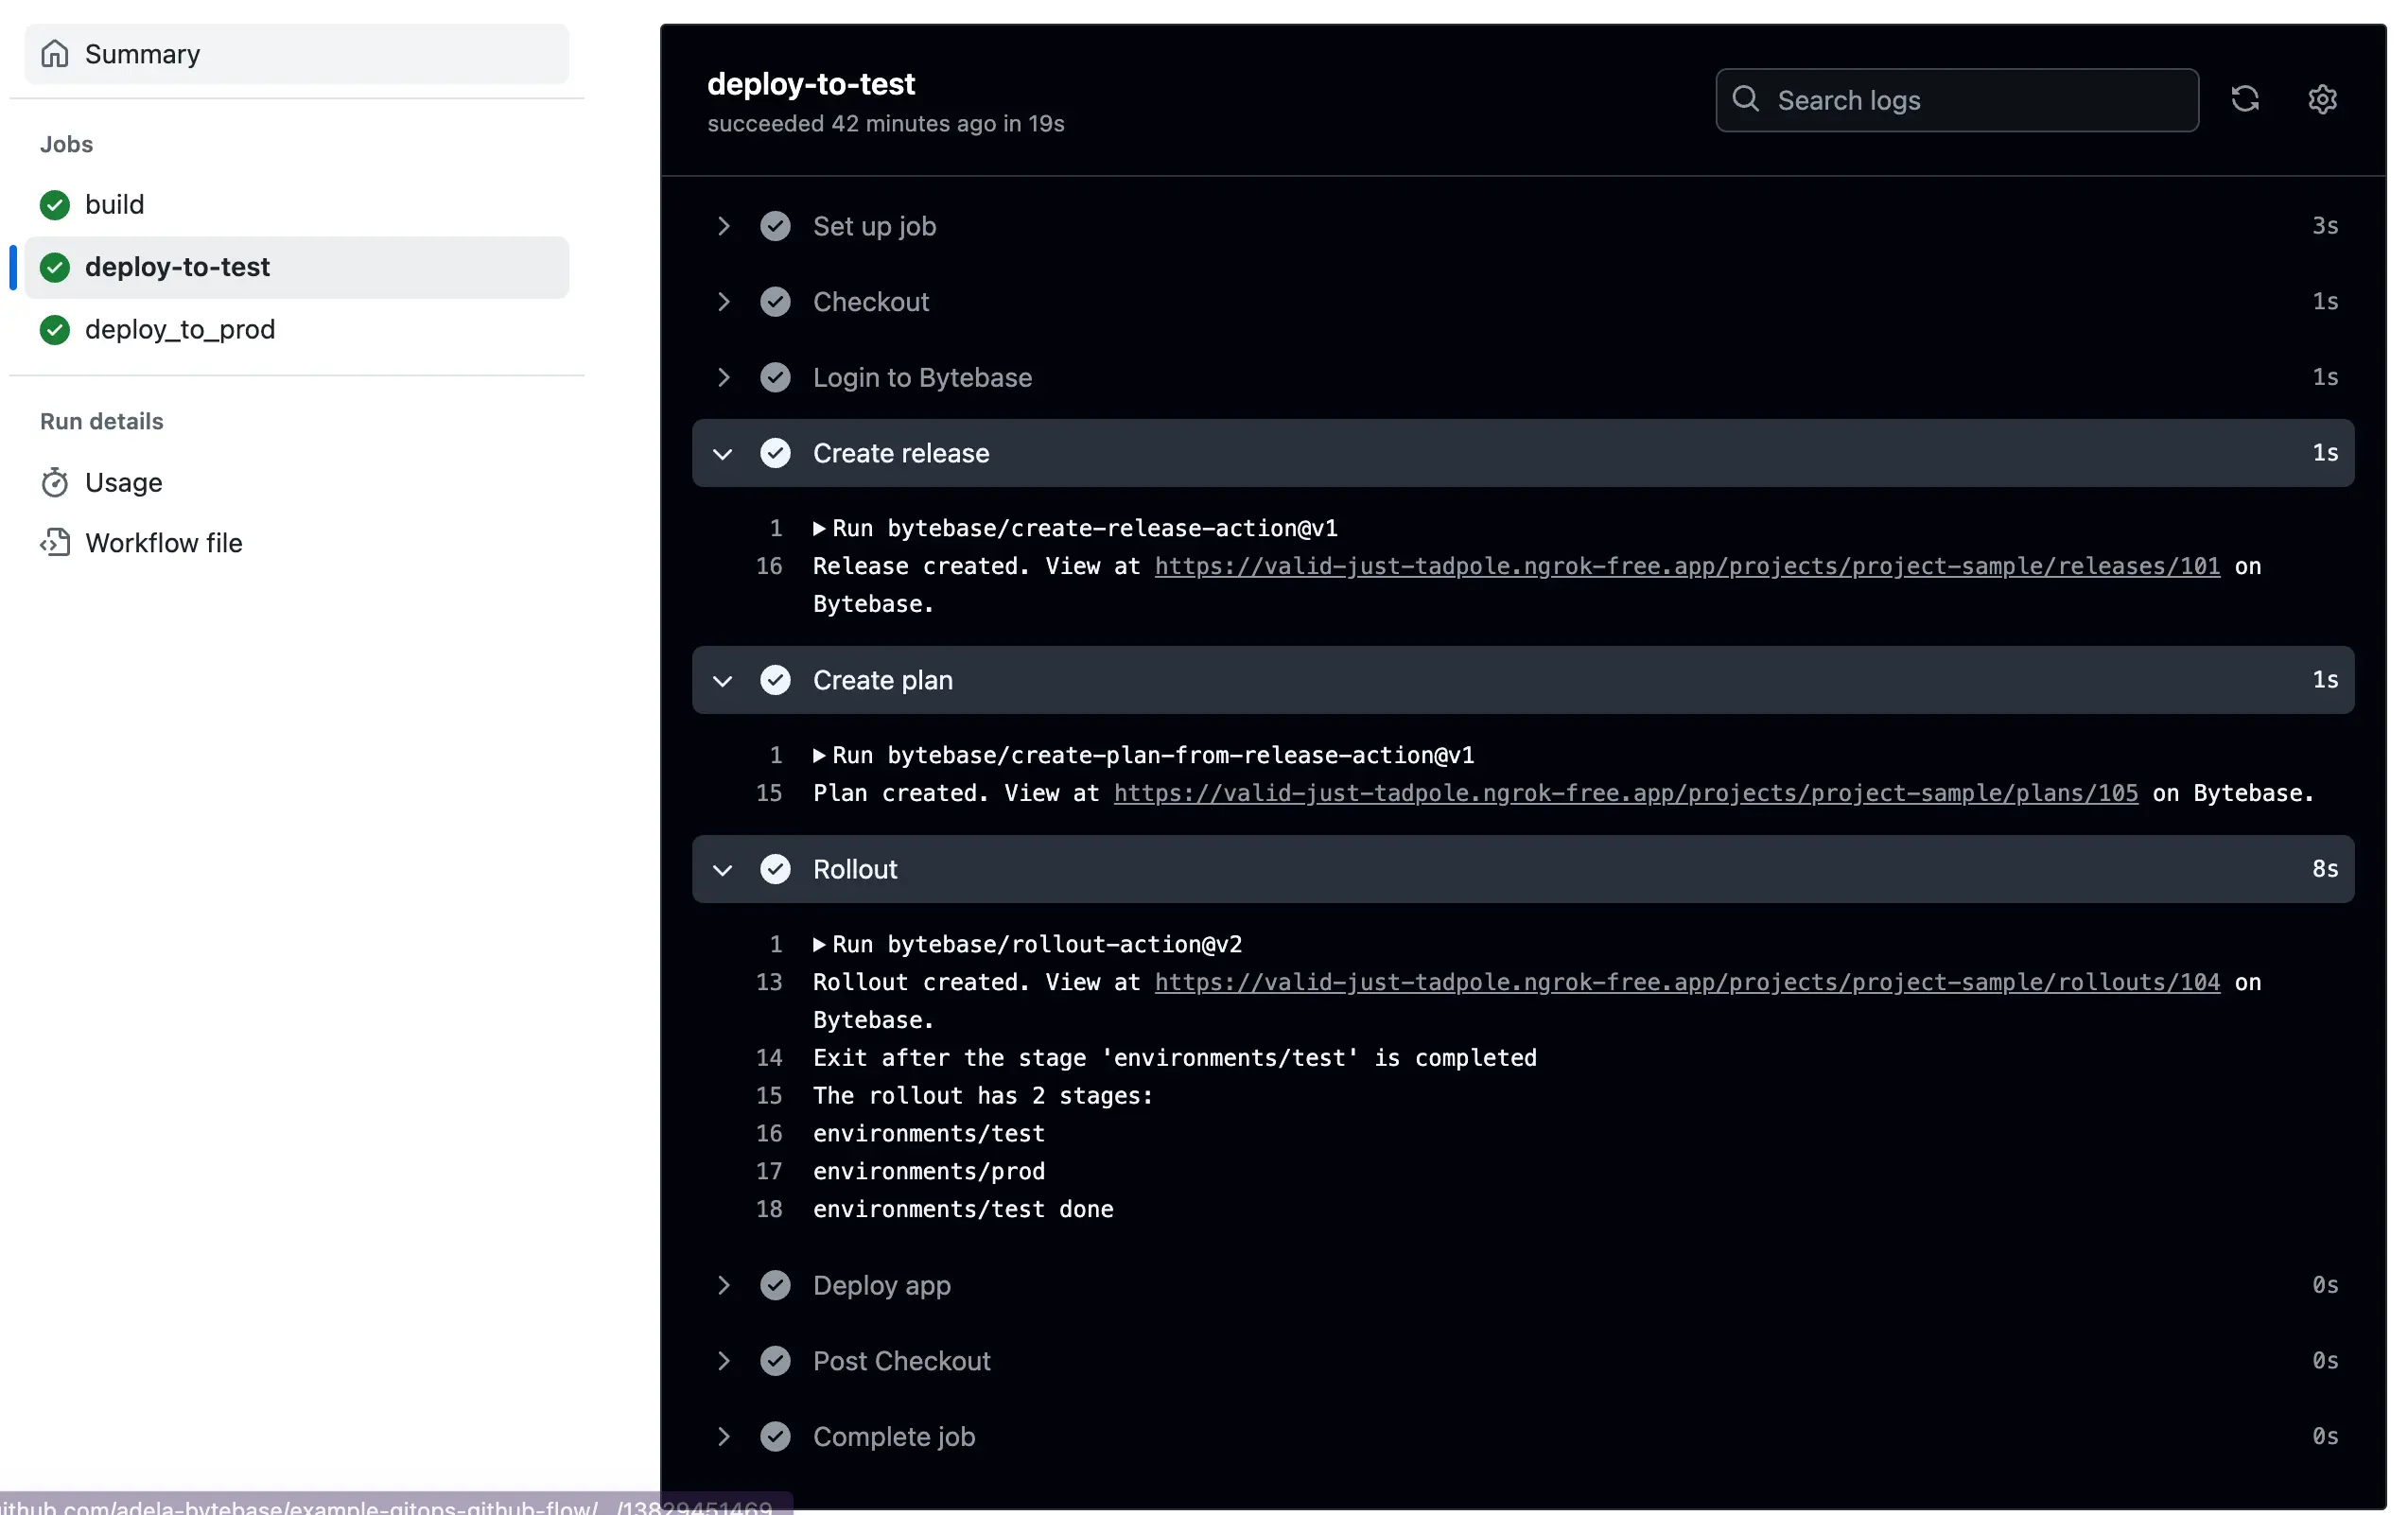 Summary
Jobs
build
deploy-to-test
deploy_to_prod
Run details
Usage
Workflow file
deploy-to-test
succeeded 42 minutes ago in 19s
Search logs
Set up job 3s
Checkout 1s
Login to Bytebase 1s
Create release 1s
1 Run bytebase/create-release-action@v1
16 Release created. View at https://valid-just-tadpole.ngrok-free.app/projects/project-sample/releases/101 on
Bytebase.
Create plan 1s
1 Run bytebase/create-plan-from-release-action@v1
15 Plan created. View at https://valid-just-tadpole.ngrok-free.app/projects/project-sample/plans/105 on Bytebase.
Rollout 8s
1 Run bytebase/rollout-action@v2
13 Rollout created. View at https://valid-just-tadpole.ngrok-free.app/projects/project-sample/rollouts/104 on
Bytebase.
14 Exit after the stage 'environments/test' is completed
15 The rollout has 2 stages:
16 environments/test
17 environments/prod
18 environments/test done
Deploy app 0s
Post Checkout 0s
Complete job 0s
ithub.com/adela-bytebase/example-gitops-github-flow/.../13829451469